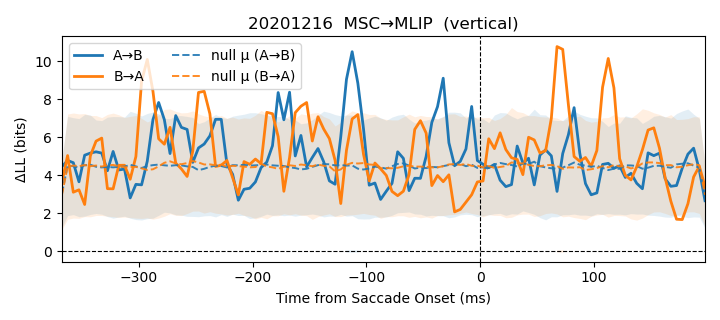 20201216  MSC→MLIP  (vertical)
A→B
B→A
null μ (A→B)
null μ (B→A)
ΔLL (bits)
10
8
6
4
2
0
−300
−200
−100
0
100
Time from Saccade Onset (ms)